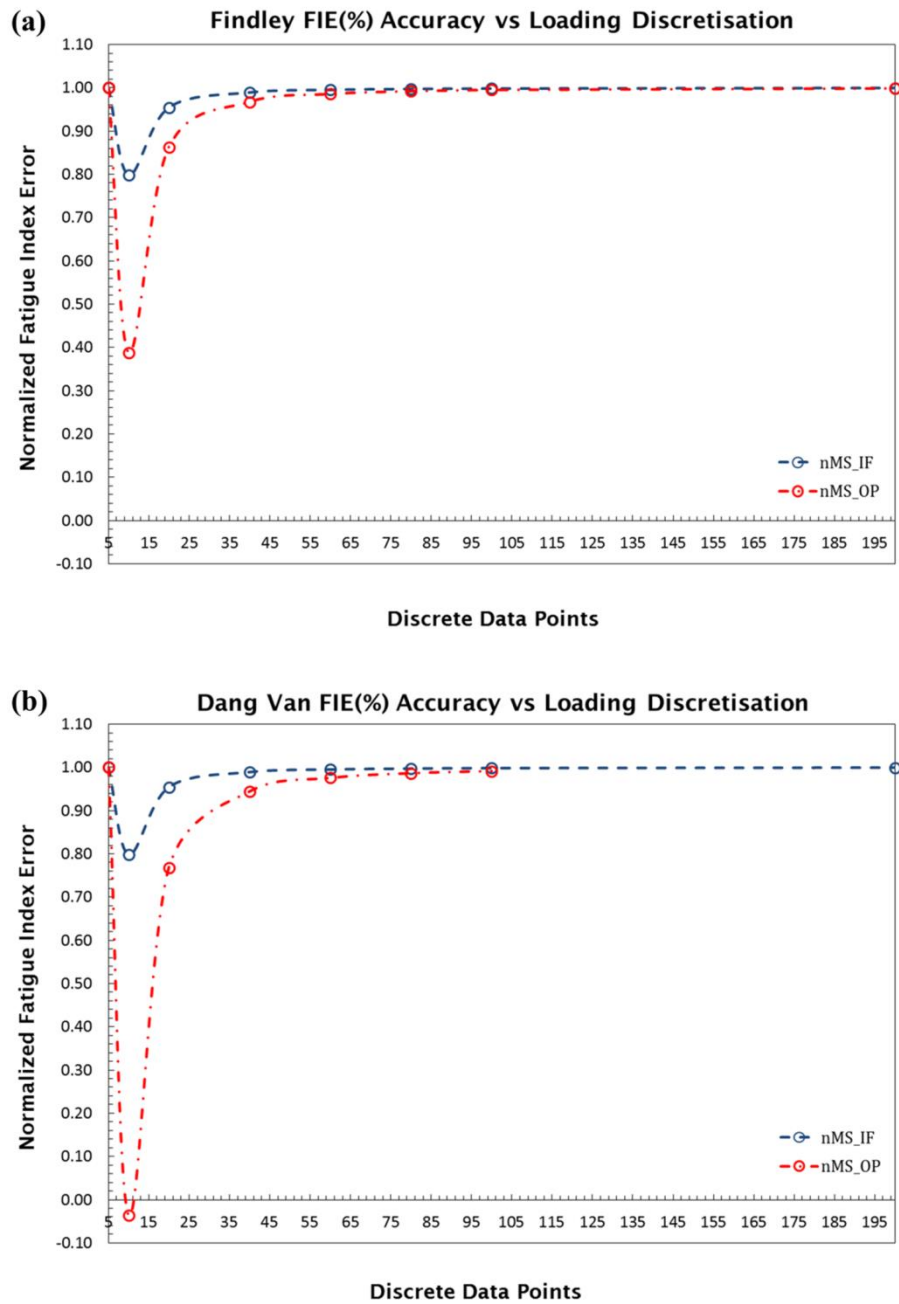 (a)
Findley FIE(%) Accuracy vs Loading Discretisation
1.10
1.00
0.90
0.80
0.70
0.60
0.50
0.40
0.30
0.20
0.10
0.00
-0.10
Normalized Fatigue Index Error
nMS_IF
nMS_OP
5 15 25 35 45 55 65 75 85 95 105 115 125 135 145 155 165 175 185 195
Discrete Data Points
(b)
Dang Van FIE(%) Accuracy vs Loading Discretisation
1.10
1.00
0.90
0.80
0.70
0.60
0.50
0.40
0.30
0.20
0.10
0.00
-0.10
Normalized Fatigue Index Error
nMS_IF
nMS_OP
5 15 25 35 45 55 65 75 85 95 105 115 125 135 145 155 165 175 185 195
Discrete Data Points